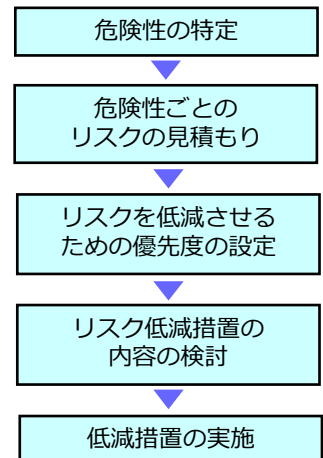 危険性の特定
危険性ごとの
リスクの見積もり
リスクを低減させる
ための優先度の設定
リスク低減措置の
内容の検討
低減措置の実施